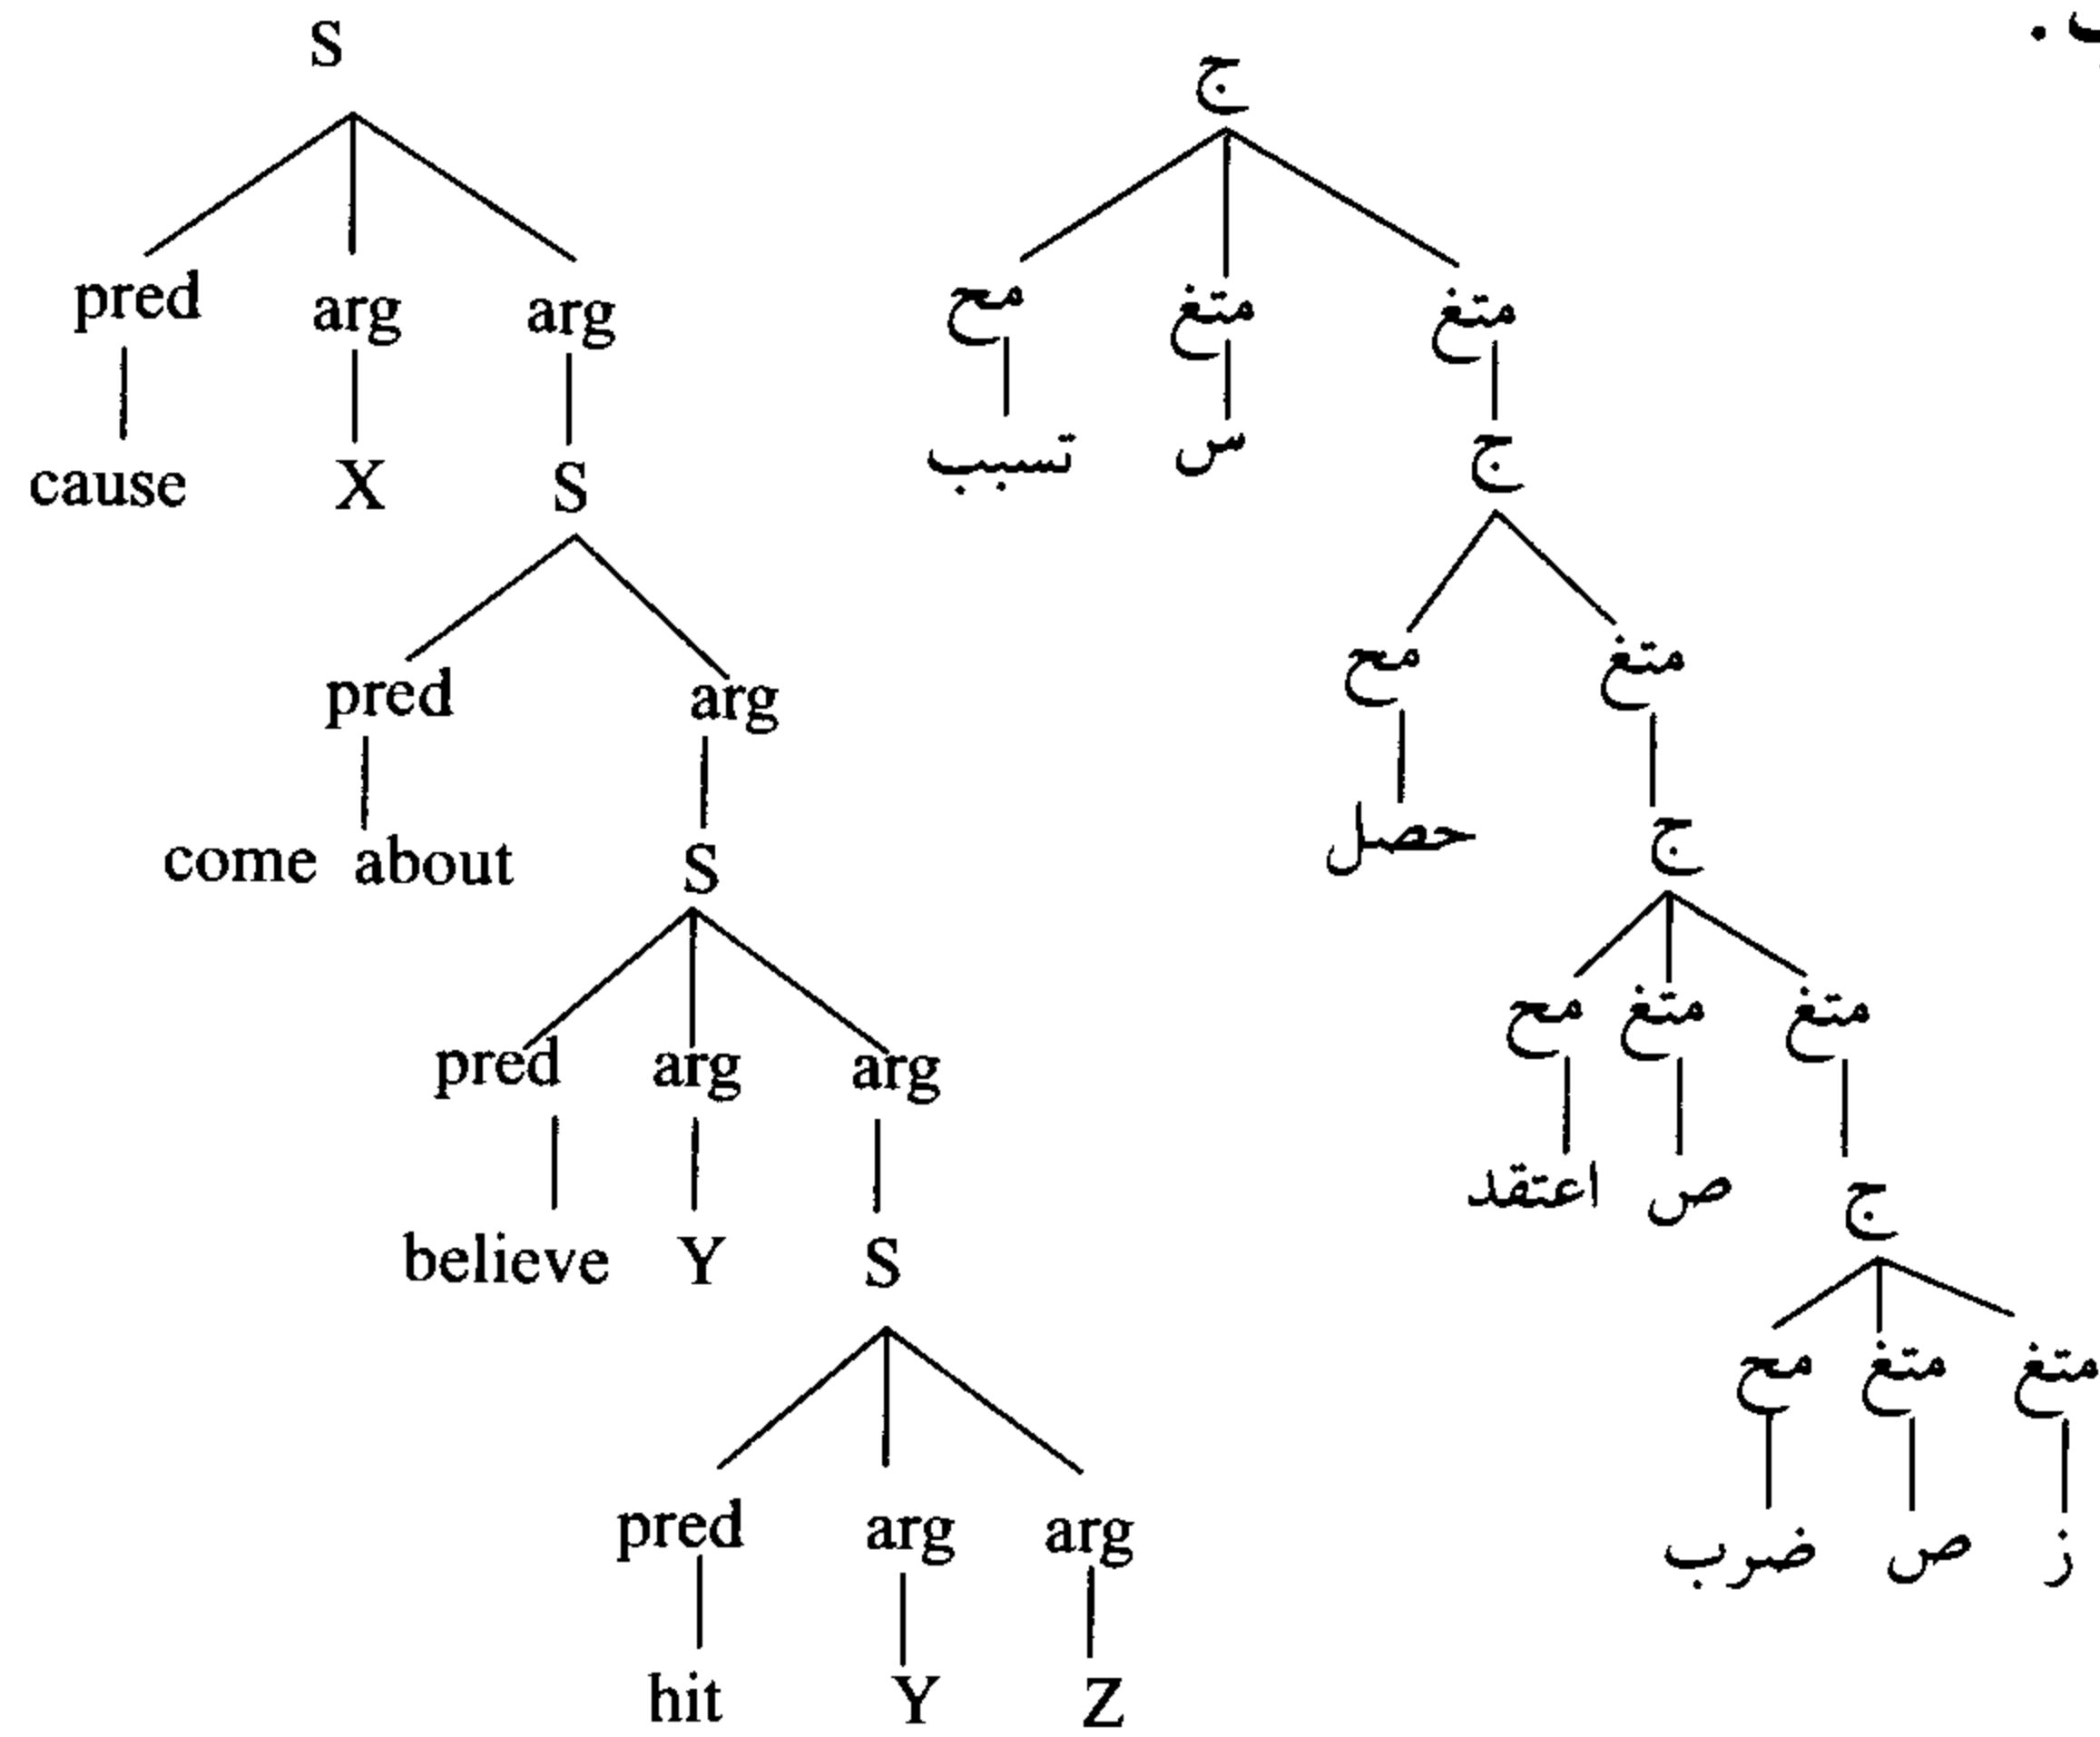 S
ج
pred arg arg
مح متغ متغ
cause X S
تسبب س ج
pred arg
مح متغ
come about S
حصل ج
pred arg arg
مح متغ متغ
believe Y S
اعتقد ص ج
pred arg arg
مح متغ متغ
hit Y Z
ضرب ص ز